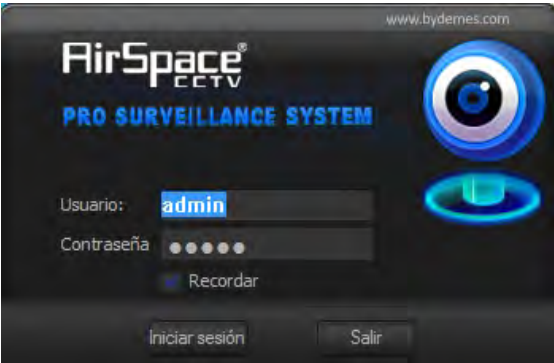 www.bydemes.com
AirSpace®
CCTV
PRO SURVEILLANCE SYSTEM
Usuario: admin
Contraseña ●●●●●
Recordar
Iniciar sesión Salir